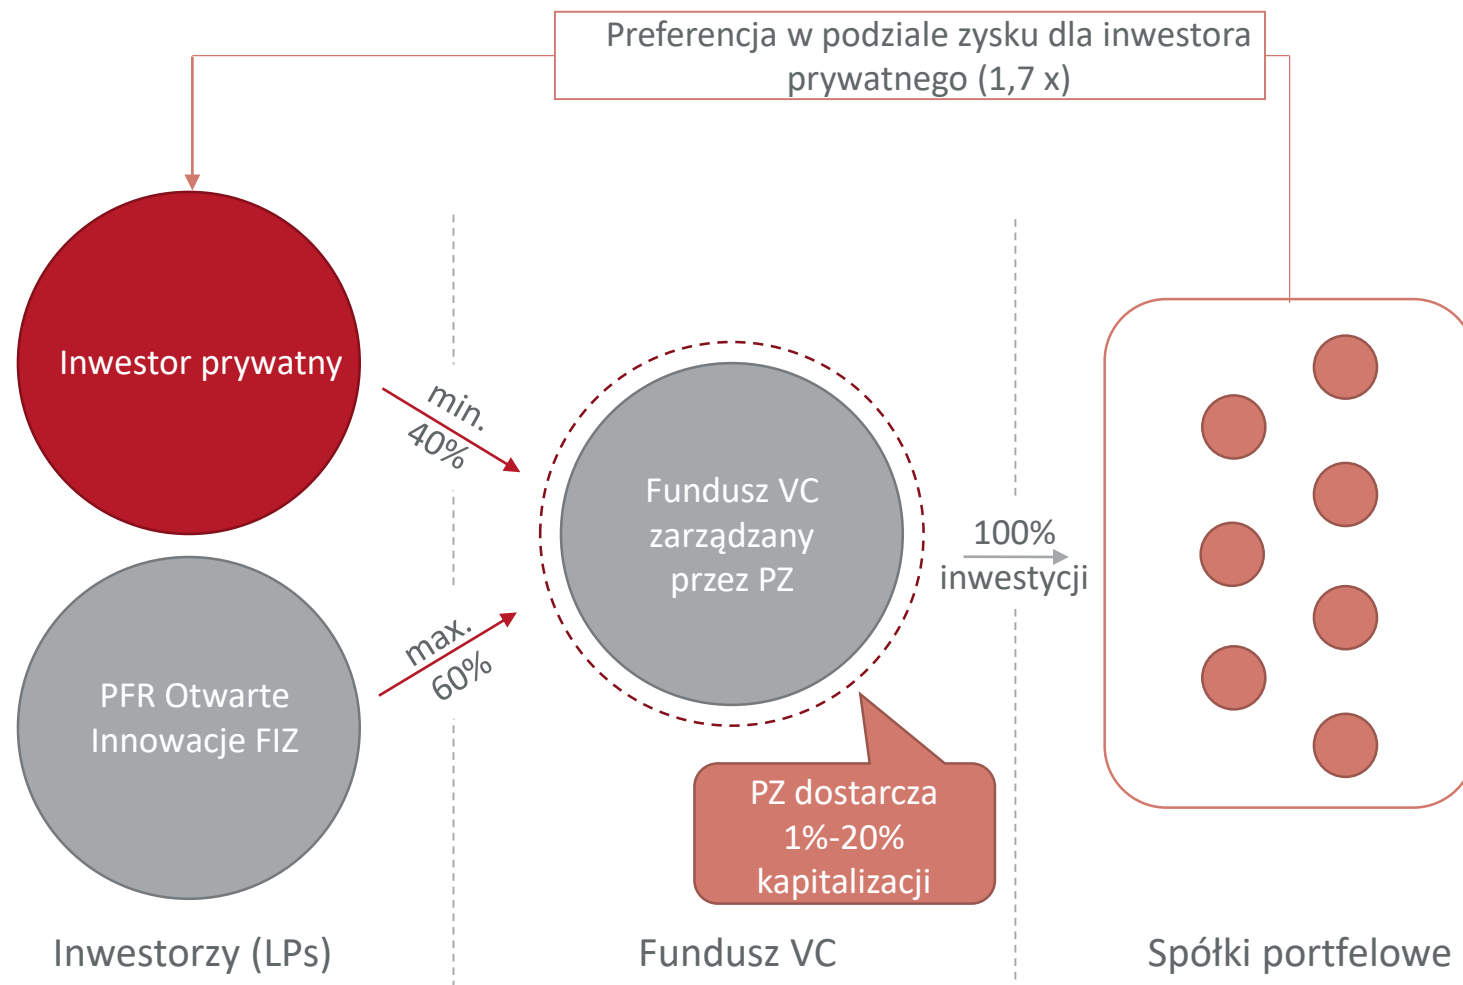 Preferencja w podziale zysku dla inwestora
prywatnego (1,7 x)
Inwestor prywatny
min.
40%
PFR Otwarte
Innowacje FIZ
max.
60%
Fundusz VC
zarządzany
przez PZ
100%
inwestycji
PZ dostarcza
1%-20%
kapitalizacji
Inwestorzy (LPs)
Fundusz VC
Spółki portfelowe